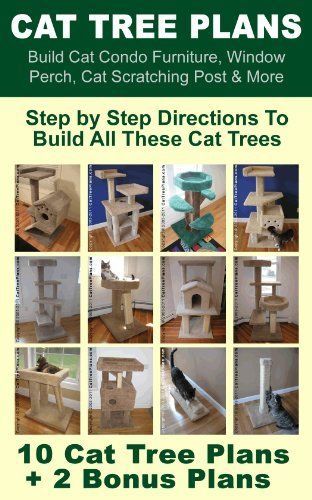 CAT TREE PLANS
Build Cat Condo Furniture, Window
Perch, Cat Scratching Post & More
Step by Step Directions To
Build All These Cat Trees
10 Cat Tree Plans
+ 2 Bonus Plans